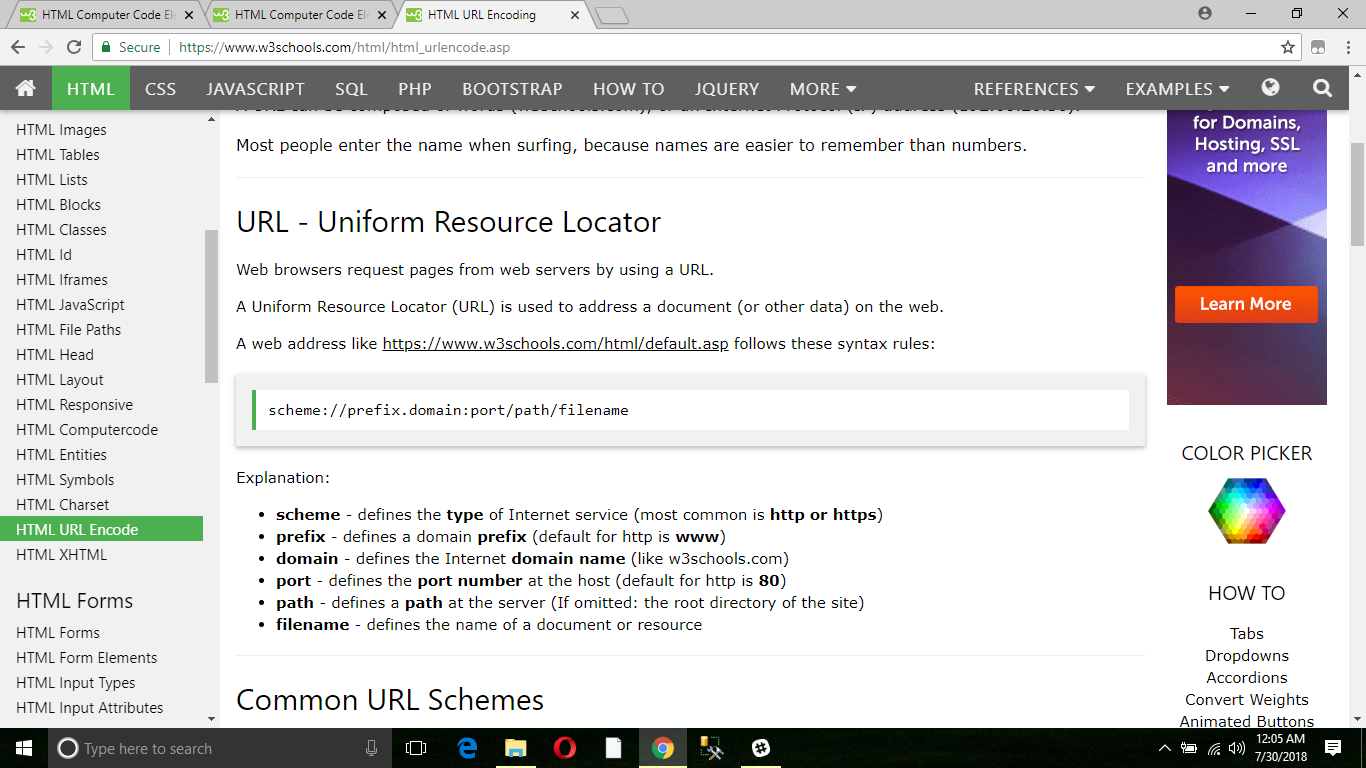 HTML Computer Code Ele
HTML Computer Code Ele
HTML URL Encoding
Secure
https://www.w3schools.com/html/html_urlencode.asp
HTML
CSS
JAVASCRIPT
SQL
PHP
BOOTSTRAP
HOW TO
JQUERY
MORE
REFERENCES
EXAMPLES
HTML Images
HTML Tables
HTML Lists
HTML Blocks
HTML Classes
HTML Id
HTML Iframes
HTML JavaScript
HTML File Paths
HTML Head
HTML Layout
HTML Responsive
HTML Computercode
HTML Entities
HTML Symbols
HTML Charset
HTML URL Encode
HTML XHTML
HTML Forms
HTML Forms
HTML Form Elements
HTML Input Types
HTML Input Attributes
Most people enter the name when surfing, because names are easier to remember than numbers.
URL - Uniform Resource Locator
Web browsers request pages from web servers by using a URL.
A Uniform Resource Locator (URL) is used to address a document (or other data) on the web.
A web address like https://www.w3schools.com/html/default.asp follows these syntax rules:
scheme://prefix.domain:port/path/filename
Explanation:
• scheme - defines the type of Internet service (most common is http or https)
• prefix - defines a domain prefix (default for http is www)
• domain - defines the Internet domain name (like w3schools.com)
• port - defines the port number at the host (default for http is 80)
• path - defines a path at the server (If omitted: the root directory of the site)
• filename - defines the name of a document or resource
Common URL Schemes
for Domains,
Hosting, SSL
and more
Learn More
COLOR PICKER
HOW TO
Tabs
Dropdowns
Accordions
Convert Weights
Animated Buttons
Type here to search
12:05 AM
7/30/2018